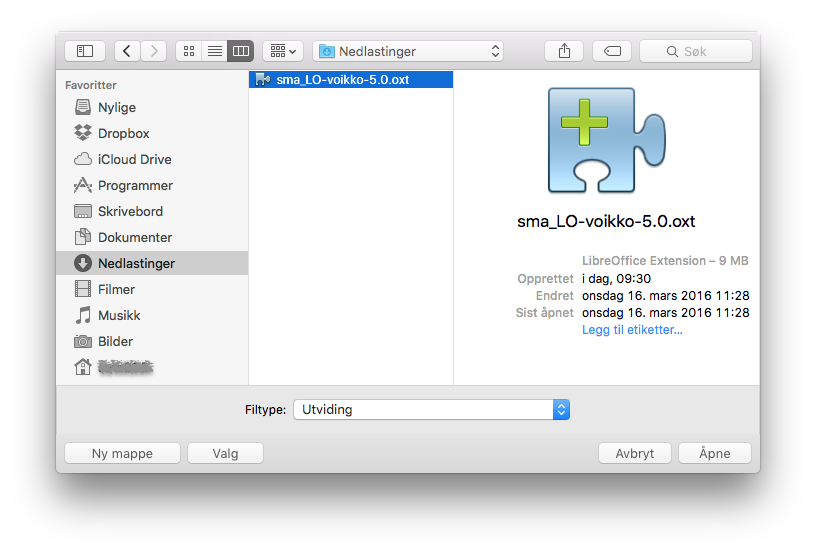 Nedlastinger
Søk
Favoritter
Nylige
Dropbox
iCloud Drive
Programmer
Skrivebord
Dokumenter
Nedlastinger
Filmer
Musikk
Bilder
sma_LO-voikko-5.0.oxt
sma_LO-voikko-5.0.oxt
LibreOffice Extension – 9 MB
Opprettet i dag, 09:30
Endret onsdag 16. mars 2016 11:28
Sist åpnet onsdag 16. mars 2016 11:28
Legg til etiketter...
Filtype: Utviding
Ny mappe
Valg
Avbryt
Åpne